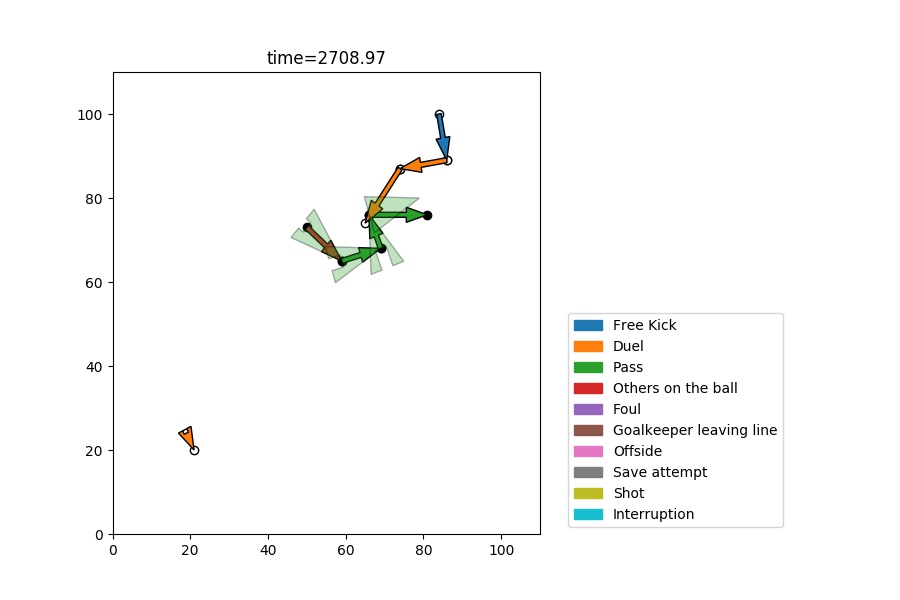 time=2708.97
100
80
60
40
20
0
0 20 40 60 80 100
Free Kick
Duel
Pass
Others on the ball
Foul
Goalkeeper leaving line
Offside
Save attempt
Shot
Interruption